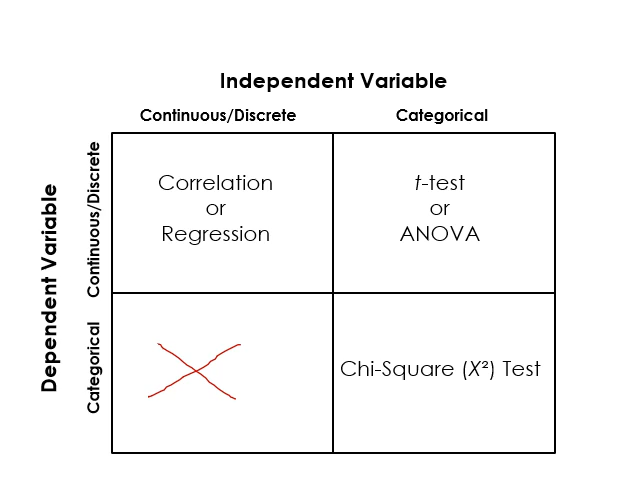 Independent Variable
Continuous/Discrete
Categorical
Dependent Variable
Continuous/Discrete
Correlation
or
Regression
t-test
or
ANOVA
Categorical
Chi-Square (X²) Test